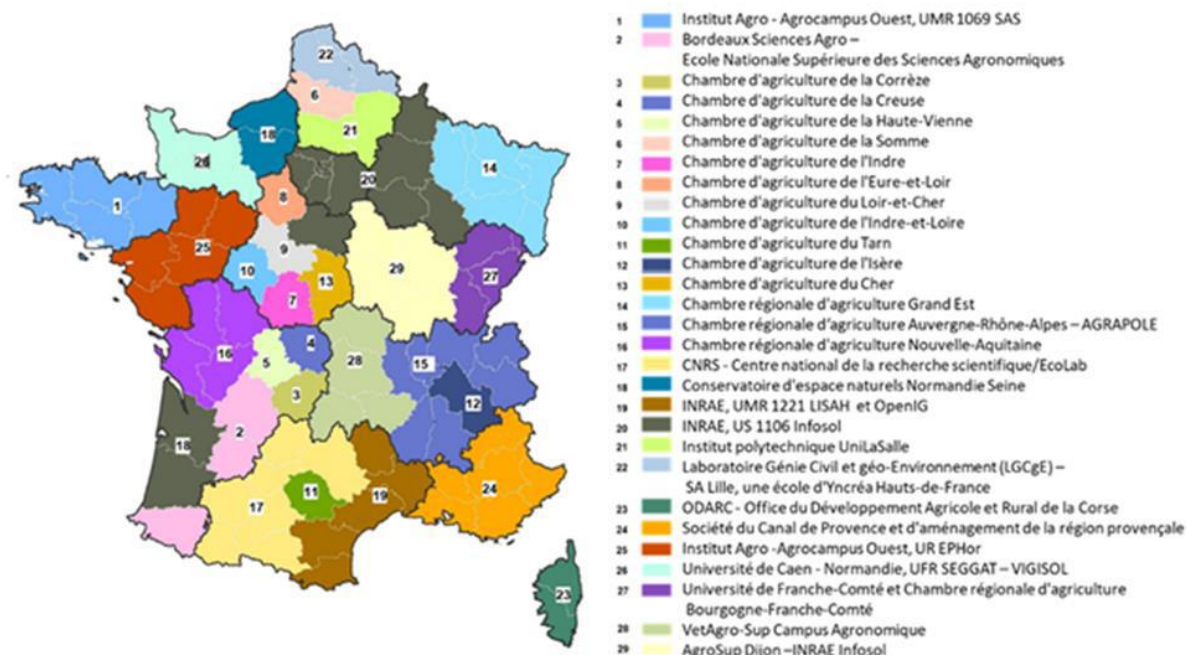 22
6
21
18
26
20
14
1
8
25
9
10
13
7
29
27
16
5
4
28
15
3
12
2
18
17
11
19
24
23
1 Institut Agro - Agrocampus Ouest, UMR 1069 SAS
2 Bordeaux Sciences Agro –
Ecole Nationale Supérieure des Sciences Agronomiques
3 Chambre d'agriculture de la Corrèze
4 Chambre d'agriculture de la Creuse
5 Chambre d'agriculture de la Haute-Vienne
6 Chambre d'agriculture de la Somme
7 Chambre d'agriculture de l'Indre
8 Chambre d'agriculture de l'Eure-et-Loir
9 Chambre d'agriculture du Loir-et-Cher
10 Chambre d'agriculture de l'Indre-et-Loire
11 Chambre d'agriculture du Tarn
12 Chambre d'agriculture de l'Isère
13 Chambre d'agriculture du Cher
14 Chambre régionale d'agriculture Grand Est
15 Chambre régionale d'agriculture Auvergne-Rhône-Alpes – AGRAPOLE
16 Chambre régionale d'agriculture Nouvelle-Aquitaine
17 CNRS - Centre national de la recherche scientifique/EcoLab
18 Conservatoire d'espace naturels Normandie Seine
19 INRAE, UMR 1221 LISAH et OpenIG
20 INRAE, US 1106 Infosol
21 Institut polytechnique UniLaSalle
22 Laboratoire Génie Civil et géo-Environnement (LGCgE) –
SA Lille, une école d'Yncréa Hauts-de-France
23 ODARC - Office du Développement Agricole et Rural de la Corse
24 Société du Canal de Provence et d'aménagement de la région provençale
25 Institut Agro -Agrocampus Ouest, UR EPHor
26 Université de Caen - Normandie, UFR SEGGAT – VIGISOL
27 Université de Franche-Comté et Chambre régionale d'agriculture
Bourgogne-Franche-Comté
28 VetAgro-Sup Campus Agronomique
29 AgroSup Dijon –INRAE Infosol